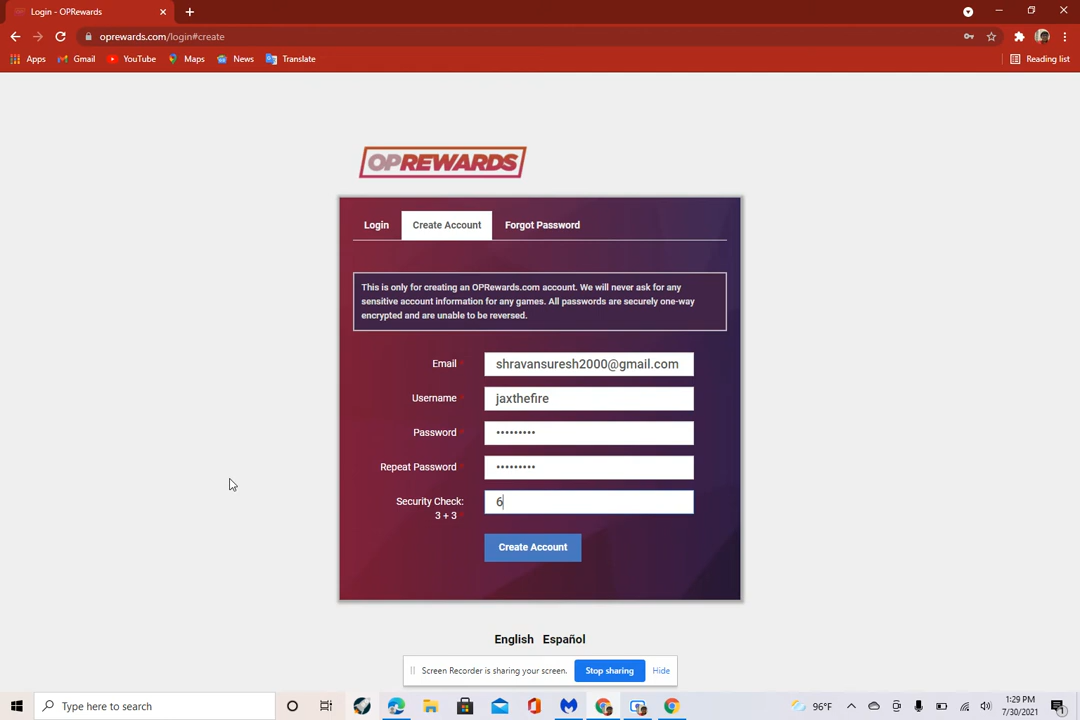 Login - OPRewards
oprewards.com/login#create
Apps Gmail YouTube Maps News Translate Reading list
OPREWARDS
Login Create Account Forgot Password
This is only for creating an OPRewards.com account. We will never ask for any
sensitive account information for any games. All passwords are securely one-way
encrypted and are unable to be reversed.
Email * shravansuresh2000@gmail.com
Username * jaxthefire
Password * •••••••••
Repeat Password * •••••••••
Security Check: 6
3 + 3 *
Create Account
English Español
Screen Recorder is sharing your screen. Stop sharing Hide
Type here to search
96°F
1:29 PM
7/30/2021
1